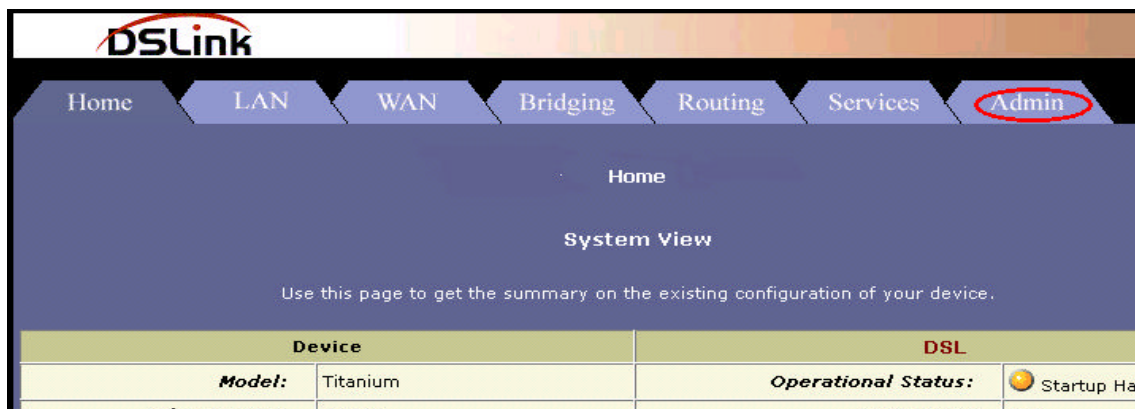 DSLink
Home LAN WAN Bridging Routing Services Admin
Home
System View
Use this page to get the summary on the existing configuration of your device.
Device DSL
Model: Titanium Operational Status: Startup Ha